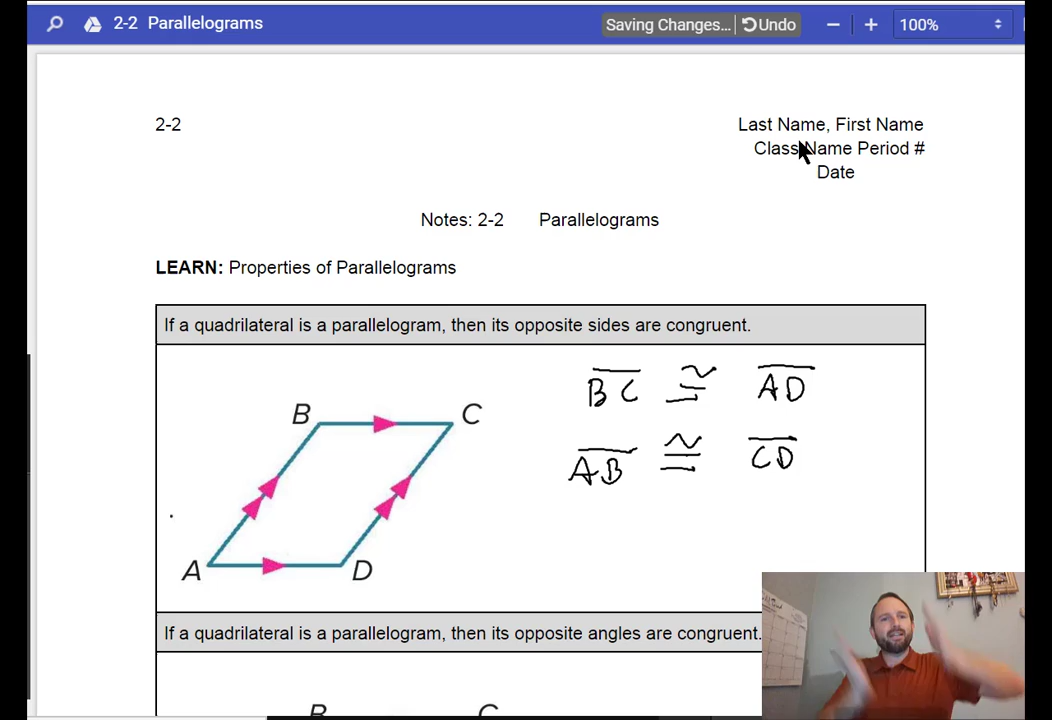 2-2 Parallelograms
Saving Changes... Undo
100%
2-2
Last Name, First Name
Class Name Period #
Date
Notes: 2-2 Parallelograms
LEARN: Properties of Parallelograms
If a quadrilateral is a parallelogram, then its opposite sides are congruent.
BC ≅ AD
AB ≅ CD
B C
A D
If a quadrilateral is a parallelogram, then its opposite angles are congruent.
B C